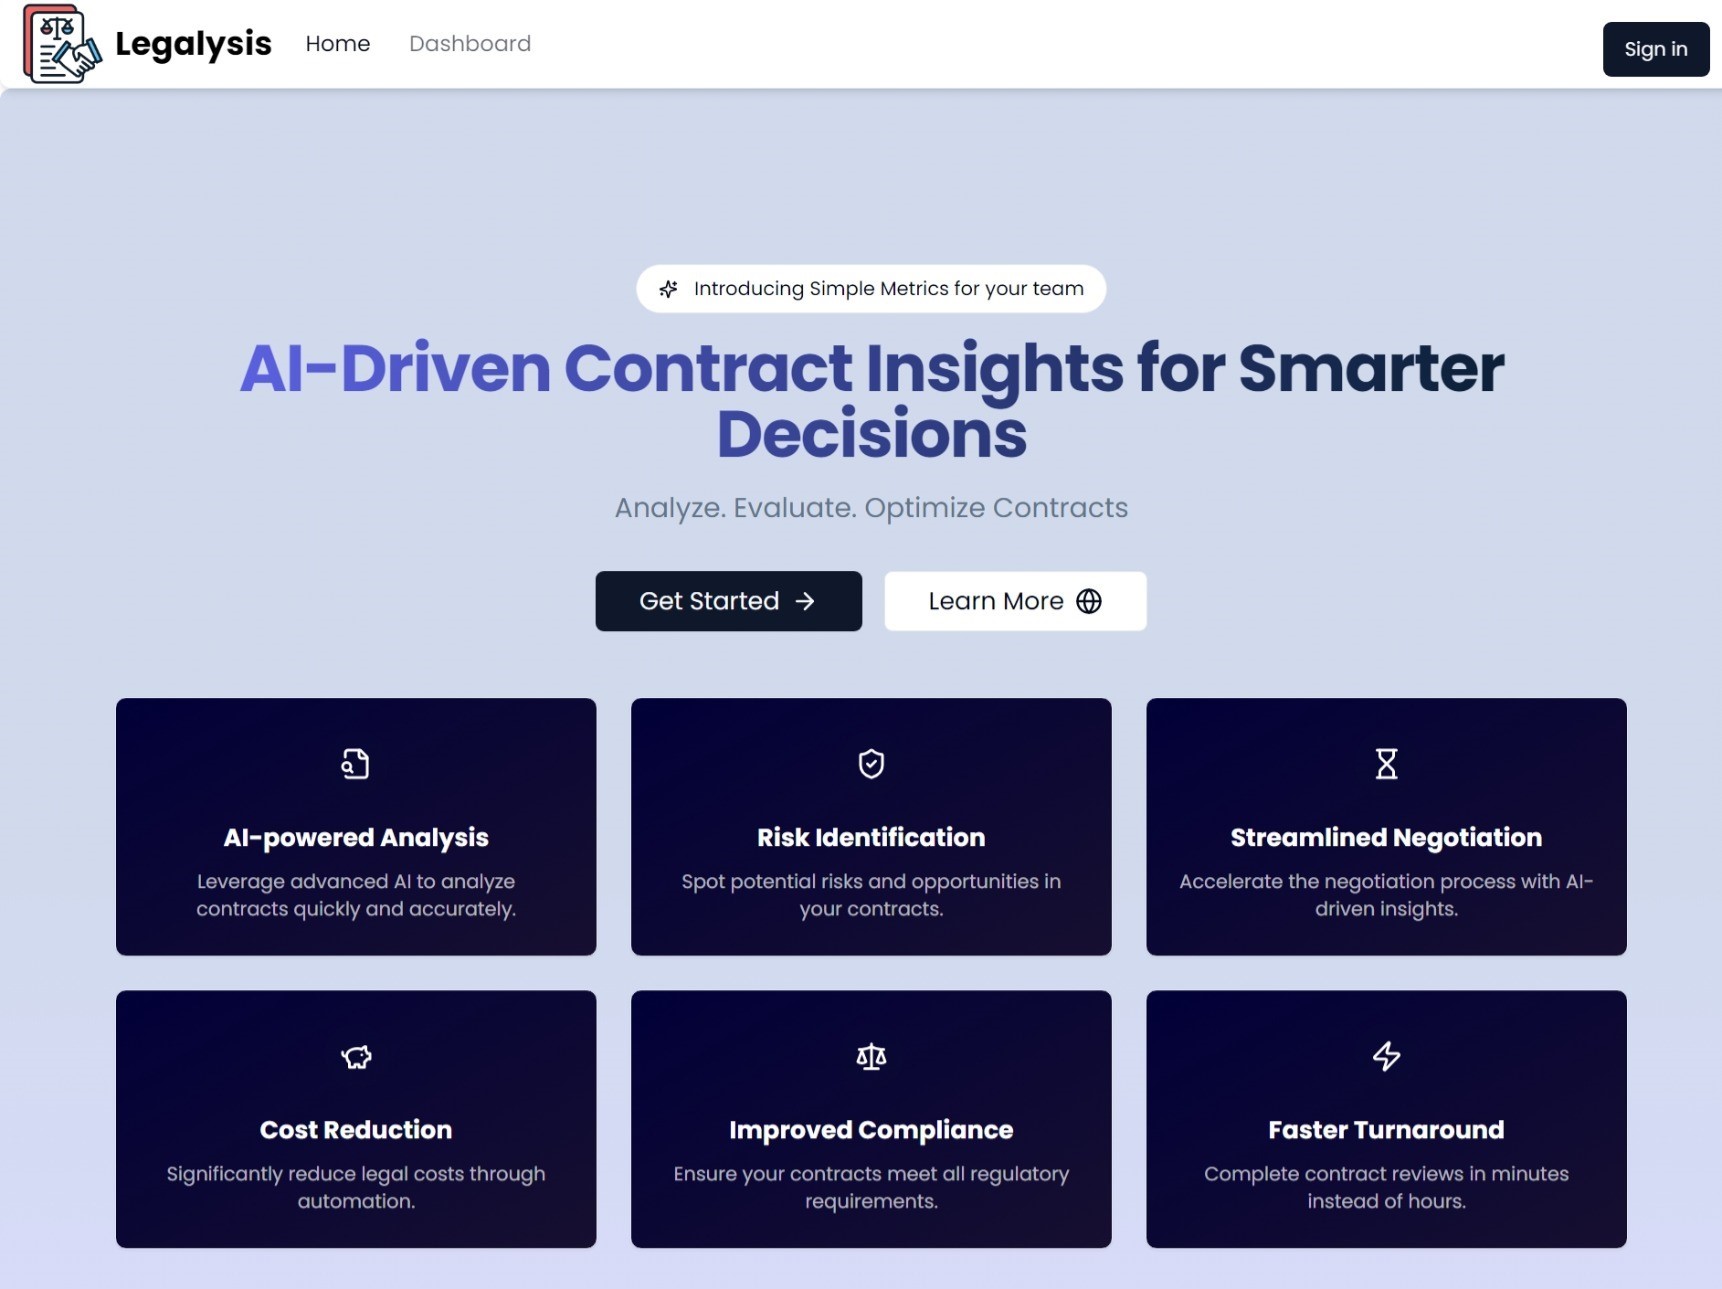 Legalysis
Home
Dashboard
Sign in
Introducing Simple Metrics for your team
AI-Driven Contract Insights for Smarter
Decisions
Analyze. Evaluate. Optimize Contracts
Get Started
Learn More
AI-powered Analysis
Leverage advanced AI to analyze
contracts quickly and accurately.
Risk Identification
Spot potential risks and opportunities in
your contracts.
Streamlined Negotiation
Accelerate the negotiation process with AI-
driven insights.
Cost Reduction
Significantly reduce legal costs through
automation.
Improved Compliance
Ensure your contracts meet all regulatory
requirements.
Faster Turnaround
Complete contract reviews in minutes
instead of hours.